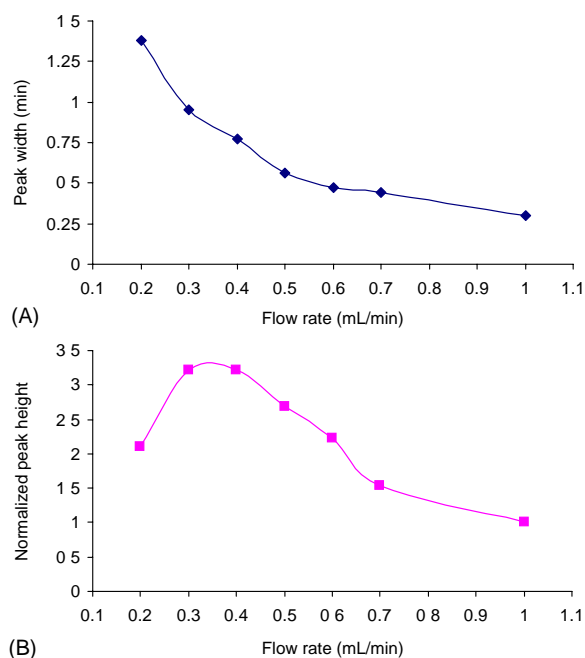 1 5
1.25
1
0.75
0 5
0.25
0
Peak width (min)
0.1 0.2 0.3 0.4 0.5 0 6 0.7 0 8 0.9 1 1.1
(A)
Flow rate (mL/min)
3 5
3
2.5
2
1 5
1
0 5
0
Normalized peak height
0.1 0.2 0.3 0.4 0.5 0 6 0.7 0 8 0.9 1 1.1
(B)
Flow rate (mL/min)